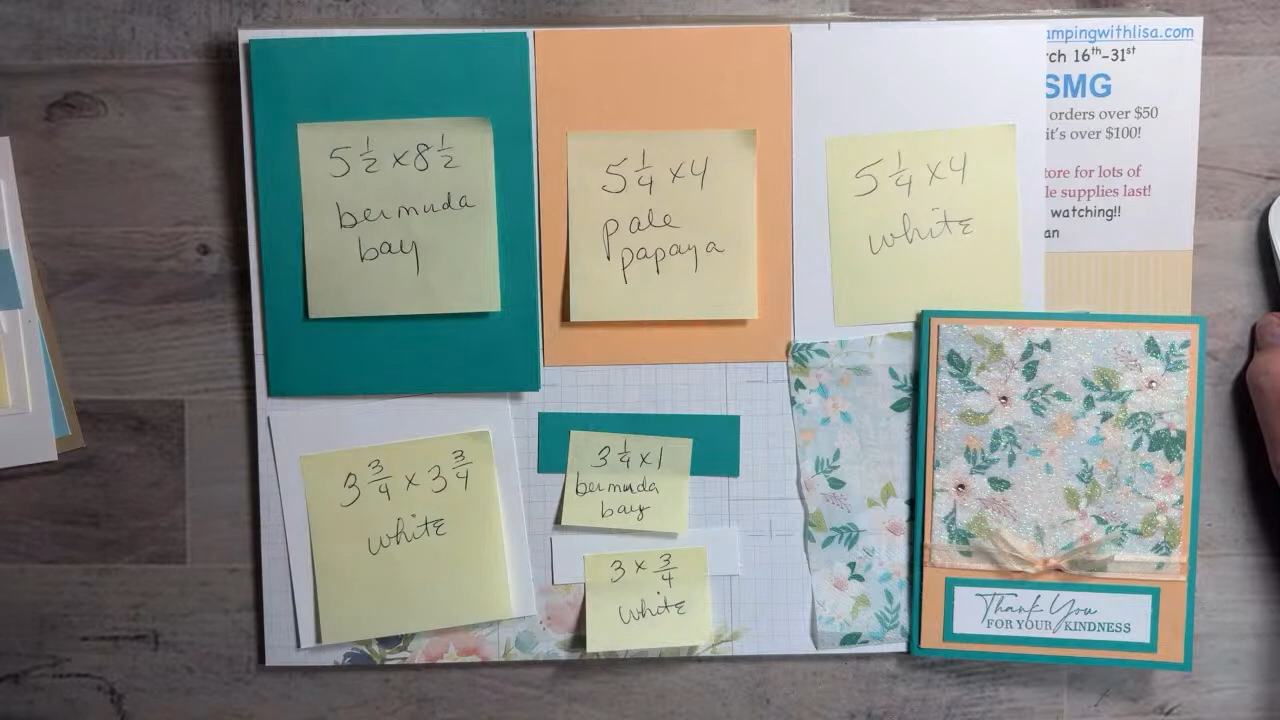 5 1/2 x 8 1/2
bermuda
bay
5 1/4 x 4
pale
papaya
5 1/4 x 4
white
ampingwithlisa.com
rch 16th-31st
SMG
orders over $50
it's over $100!
tore for lots of
le supplies last!
watching!!
an
3 3/4 x 3 3/4
white
3 1/4 x 1
bermuda
bay
3 x 3/4
white
Thank You
FOR YOUR KINDNESS